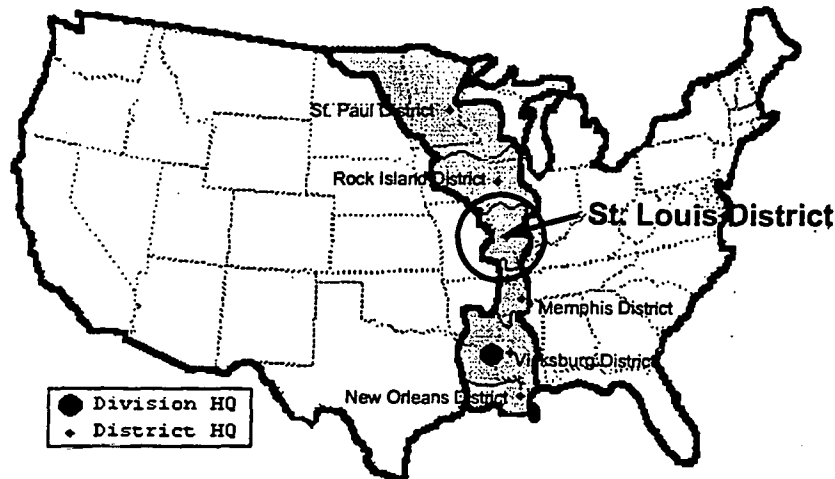 St. Paul District
Rock Island District
St. Louis District
Memphis District
Vicksburg District
New Orleans District
Division HQ
District HQ